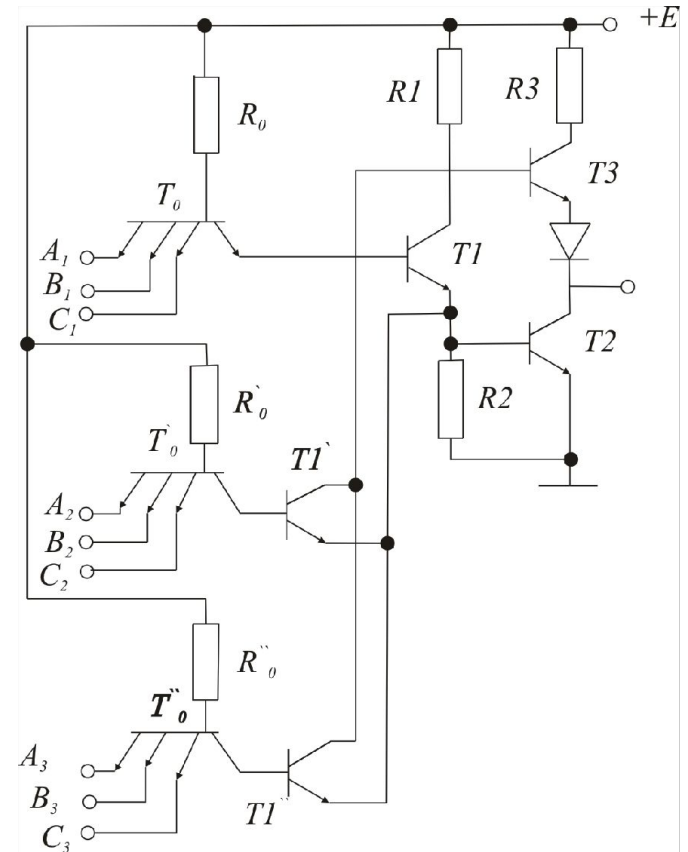 +E
R1
R3
R₀
T3
T₀
A₁
T1
B₁
C₁
T2
R`₀
R2
T`₀
T1`
A₂
B₂
C₂
R``₀
T``₀
A₃
B₃
T1``
C₃